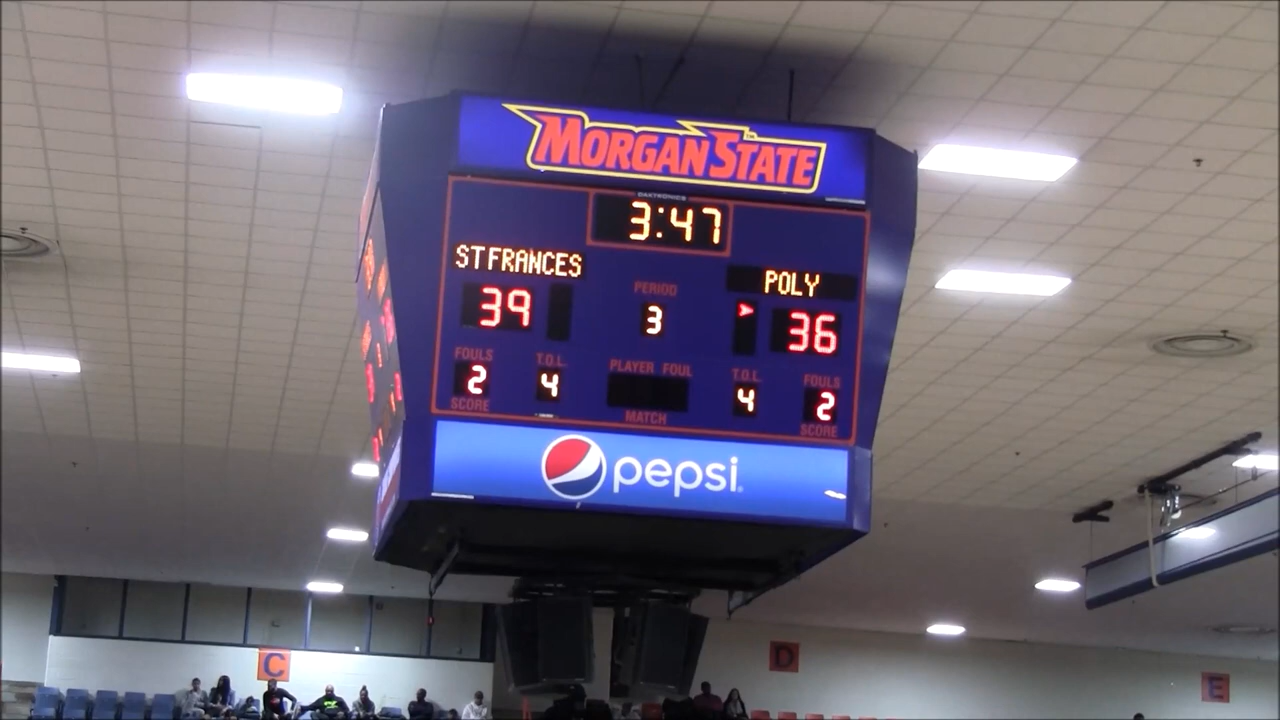 MORGAN STATE
DAKTRONICS
3:47
ST FRANCES
POLY
39
PERIOD
3
36
FOULS
2
SCORE
T.O.L.
4
PLAYER FOUL
MATCH
T.O.L.
4
FOULS
2
SCORE
pepsi
C
D
E